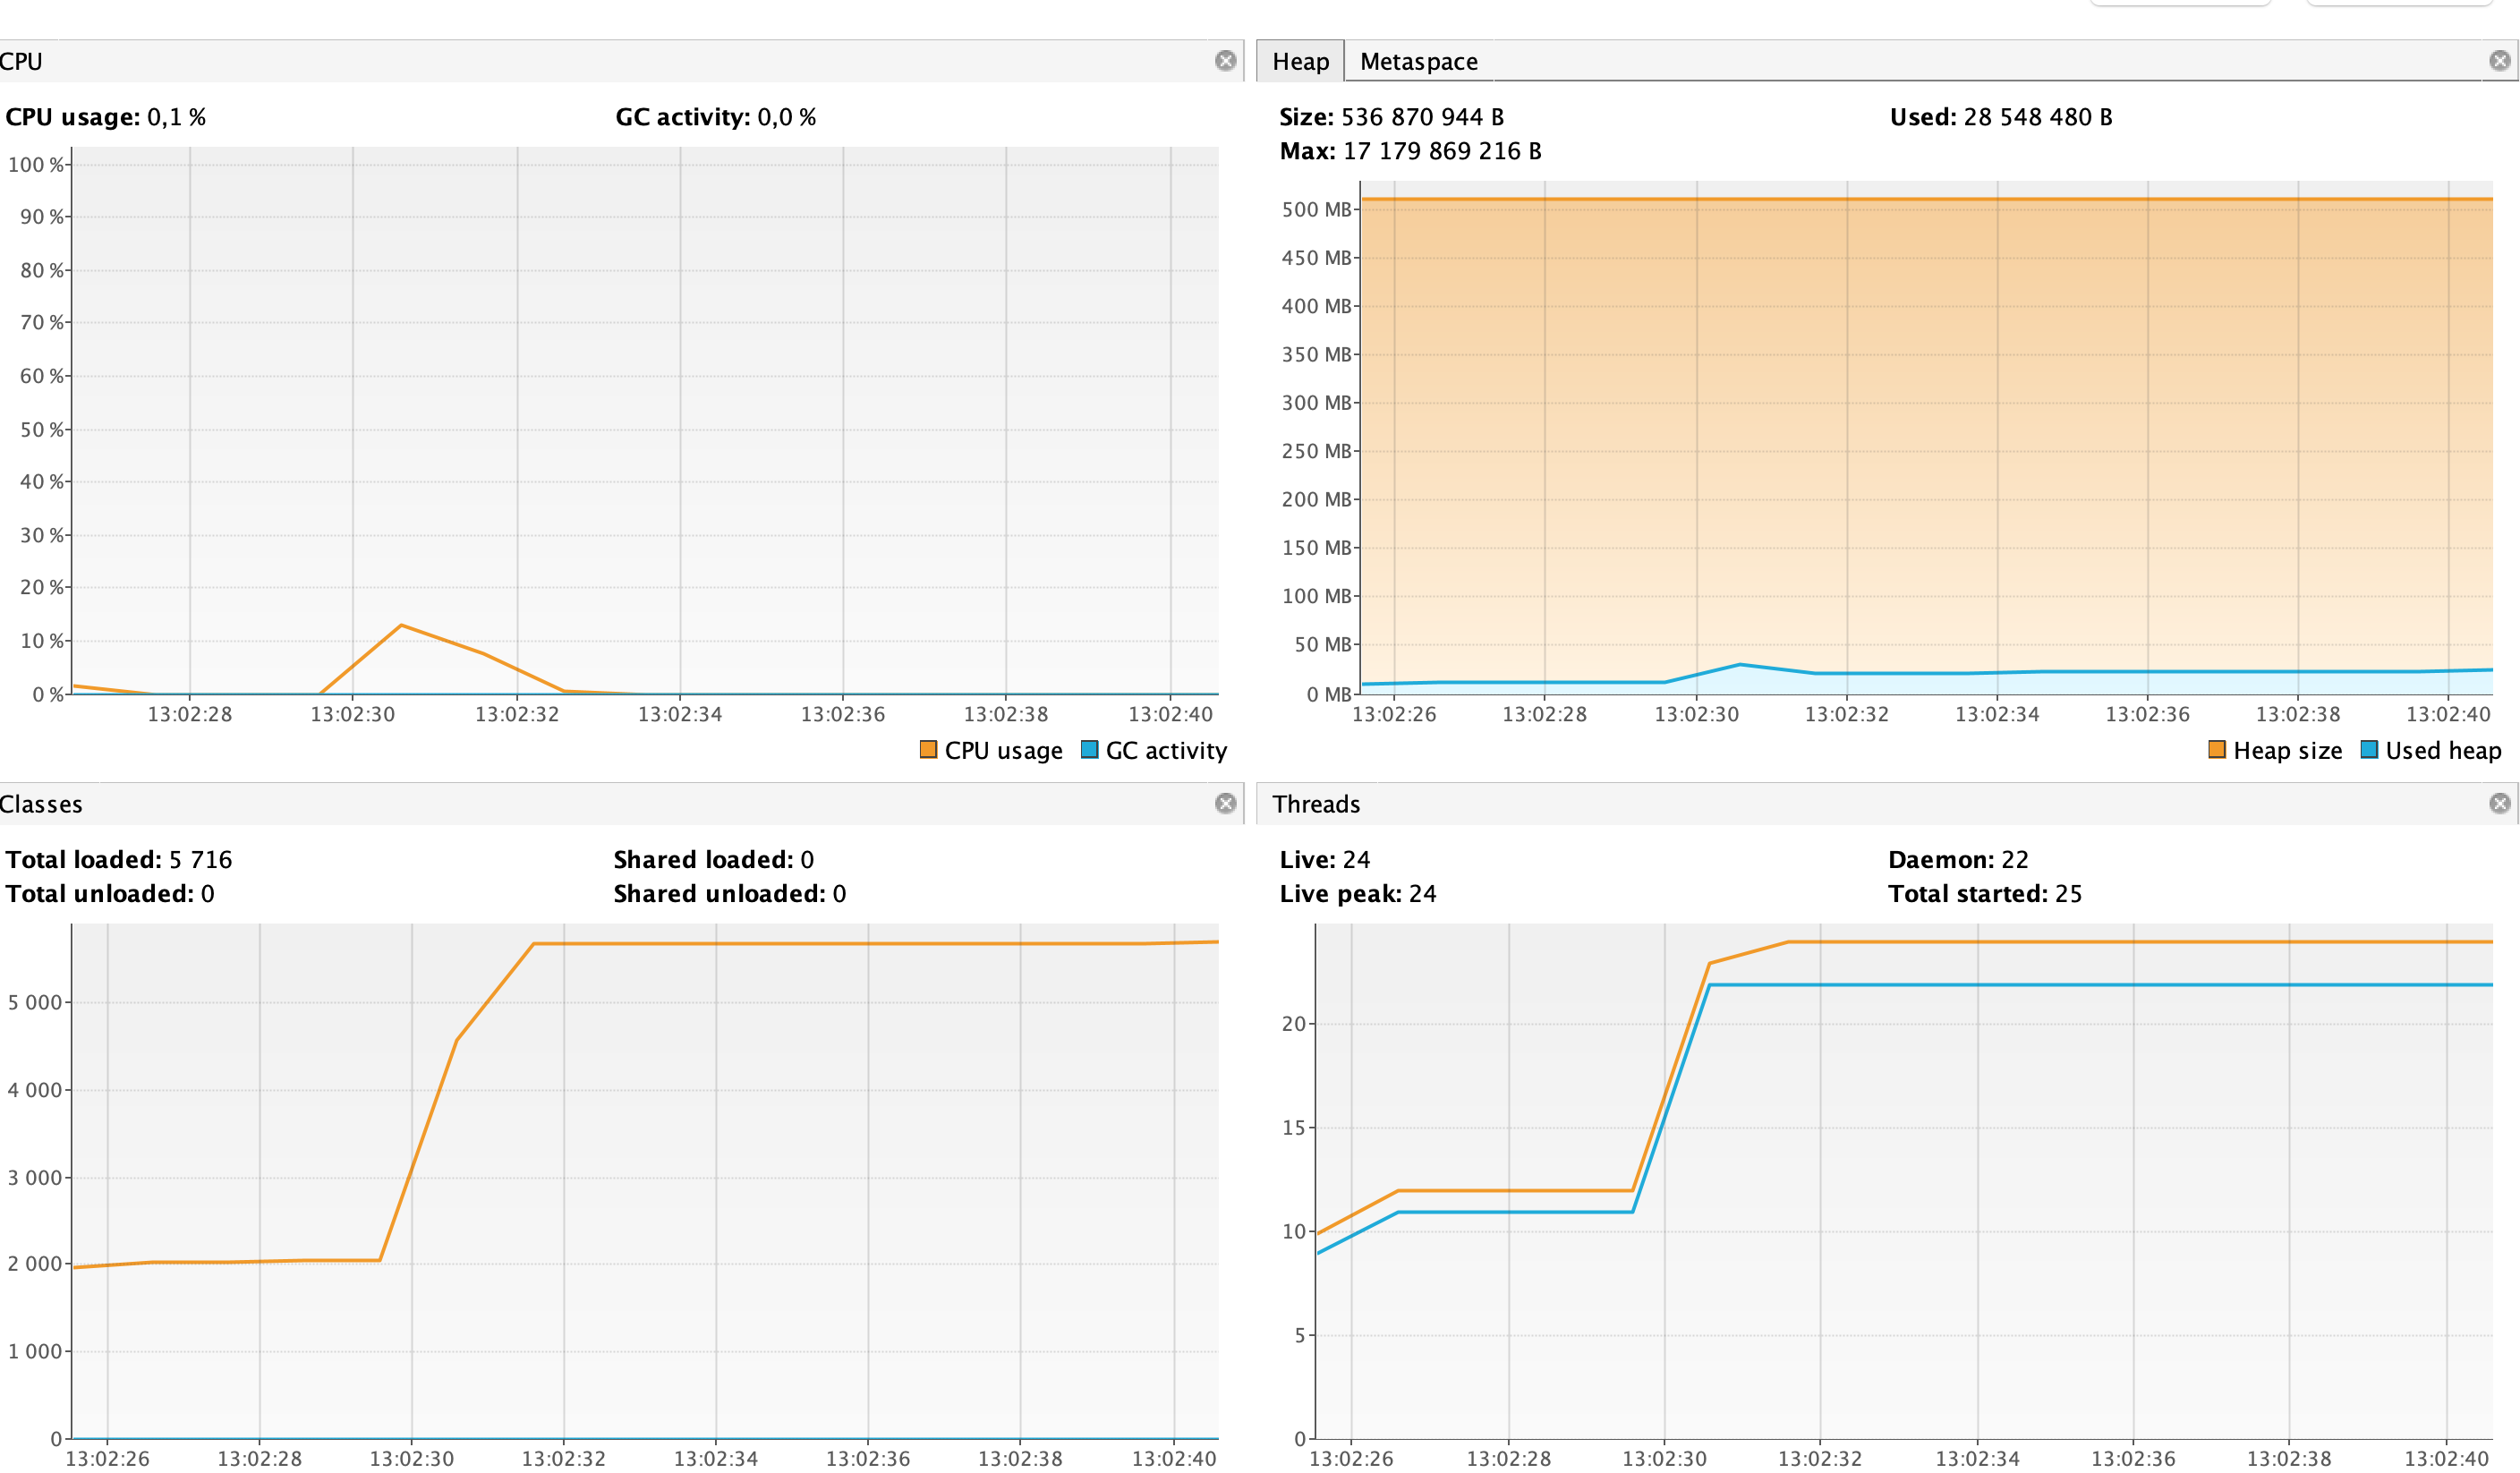 CPU
CPU usage: 0,1 %
GC activity: 0,0 %
100 %
90 %
80 %
70 %
60 %
50 %
40 %
30 %
20 %
10 %
0 %
13:02:28 13:02:30 13:02:32 13:02:34 13:02:36 13:02:38 13:02:40
CPU usage GC activity
Heap Metaspace
Size: 536 870 944 B
Used: 28 548 480 B
Max: 17 179 869 216 B
500 MB
450 MB
400 MB
350 MB
300 MB
250 MB
200 MB
150 MB
100 MB
50 MB
0 MB
13:02:26 13:02:28 13:02:30 13:02:32 13:02:34 13:02:36 13:02:38 13:02:40
Heap size Used heap
Classes
Total loaded: 5 716
Shared loaded: 0
Total unloaded: 0
Shared unloaded: 0
5 000
4 000
3 000
2 000
1 000
0
13:02:26 13:02:28 13:02:30 13:02:32 13:02:34 13:02:36 13:02:38 13:02:40
Threads
Live: 24
Daemon: 22
Live peak: 24
Total started: 25
20
15
10
5
0
13:02:26 13:02:28 13:02:30 13:02:32 13:02:34 13:02:36 13:02:38 13:02:40